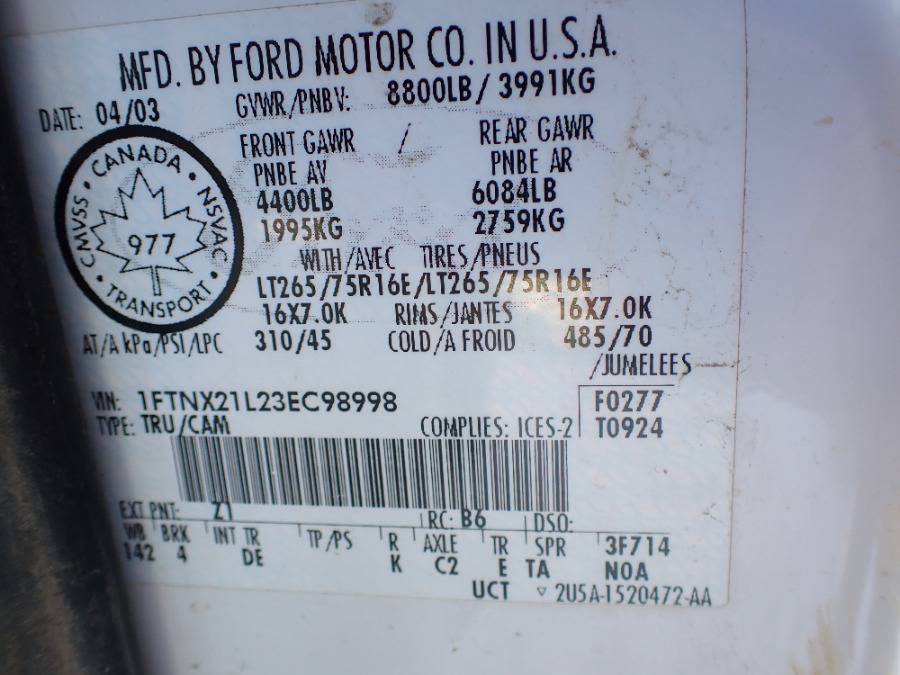 MFD. BY FORD MOTOR CO. IN U.S.A.
DATE: 04/03 GVWR/PNBV: 8800LB/ 3991KG
FRONT GAWR / REAR GAWR
PNBE AV PNBE AR
4400LB 6084LB
1995KG 2759KG
WITH/AVEC TIRES/PNEUS
LT265/75R16E/LT265/75R16E
16X7.0K RIMS/JANTES 16X7.0K
AT/A kPa/PSI/LPC 310/45 COLD/A FROID 485/70
/JUMELEES
CANADA
CMVSS 977 NSVAC
TRANSPORT
VIN: 1FTNX21L23EC98998 F0277
TYPE: TRU/CAM COMPLIES: ICES-2 T0924
EXT PNT: Z1 RC: B6 DSO:
WB BRK INT TR TP/PS R AXLE TR SPR 3F714
142 4 DE K C2 E TA N0A
UCT ▽ 2U5A-1520472-AA